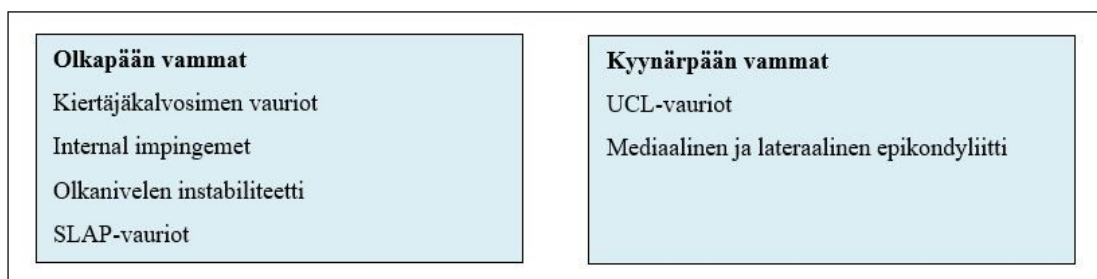 Olkapään vammat
Kiertäjäkalvosimen vauriot
Internal impingemet
Olkanivelen instabiliteetti
SLAP-vauriot
Kyynärpään vammat
UCL-vauriot
Mediaalinen ja lateraalinen epikondyliitti